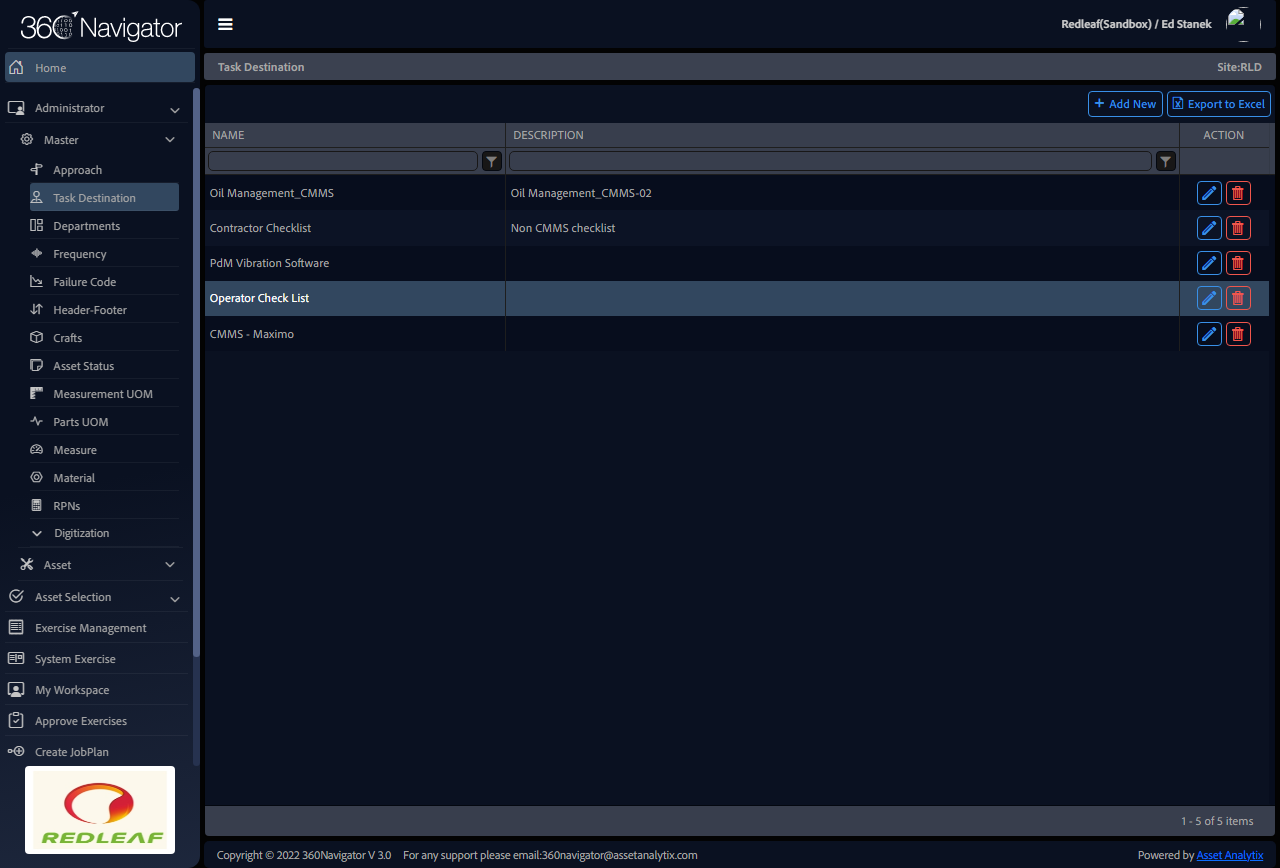 360 Navigator
Redleaf(Sandbox) / Ed Stanek
Home
Task Destination
Site:RLD
Administrator
Master
Approach
Task Destination
Departments
Frequency
Failure Code
Header-Footer
Crafts
Asset Status
Measurement UOM
Parts UOM
Measure
Material
RPNs
Digitization
Asset
Asset Selection
Exercise Management
System Exercise
My Workspace
Approve Exercises
Create JobPlan
REDLEAF
+ Add New
Export to Excel
NAME DESCRIPTION ACTION
Oil Management_CMMS Oil Management_CMMS-02
Contractor Checklist Non CMMS checklist
PdM Vibration Software
Operator Check List
CMMS - Maximo
1 - 5 of 5 items
Copyright © 2022 360Navigator V 3.0 For any support please email:360navigator@assetanalytix.com
Powered by Asset Analytix